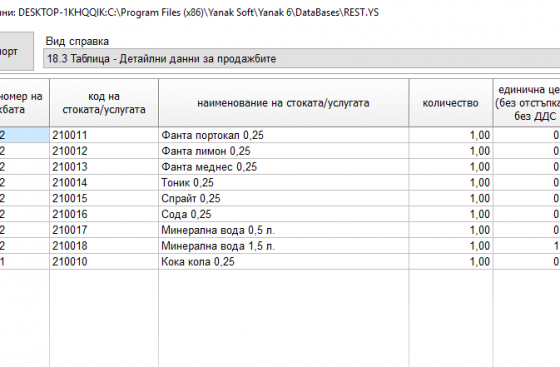 нни: DESKTOP-1KHQQIK:C:\Program Files (x86)\Yanak Soft\Yanak 6\DataBases\REST.YS
Вид справка
порт
18.3 Таблица - Детайлни данни за продажбите
номер на
жбата
код на
стоката/услугата
наименование на стоката/услугата
количество
единична це
(без отстъпка
без ДДС
2 210011 Фанта портокал 0,25 1,00 0
2 210012 Фанта лимон 0,25 1,00 0
2 210013 Фанта меднес 0,25 1,00 0
2 210014 Тоник 0,25 1,00 0
2 210015 Спрайт 0,25 1,00 0
2 210016 Сода 0,25 1,00 0
2 210017 Минерална вода 0,5 л. 1,00 0
2 210018 Минерална вода 1,5 л. 1,00 1
1 210010 Кока кола 0,25 1,00 0